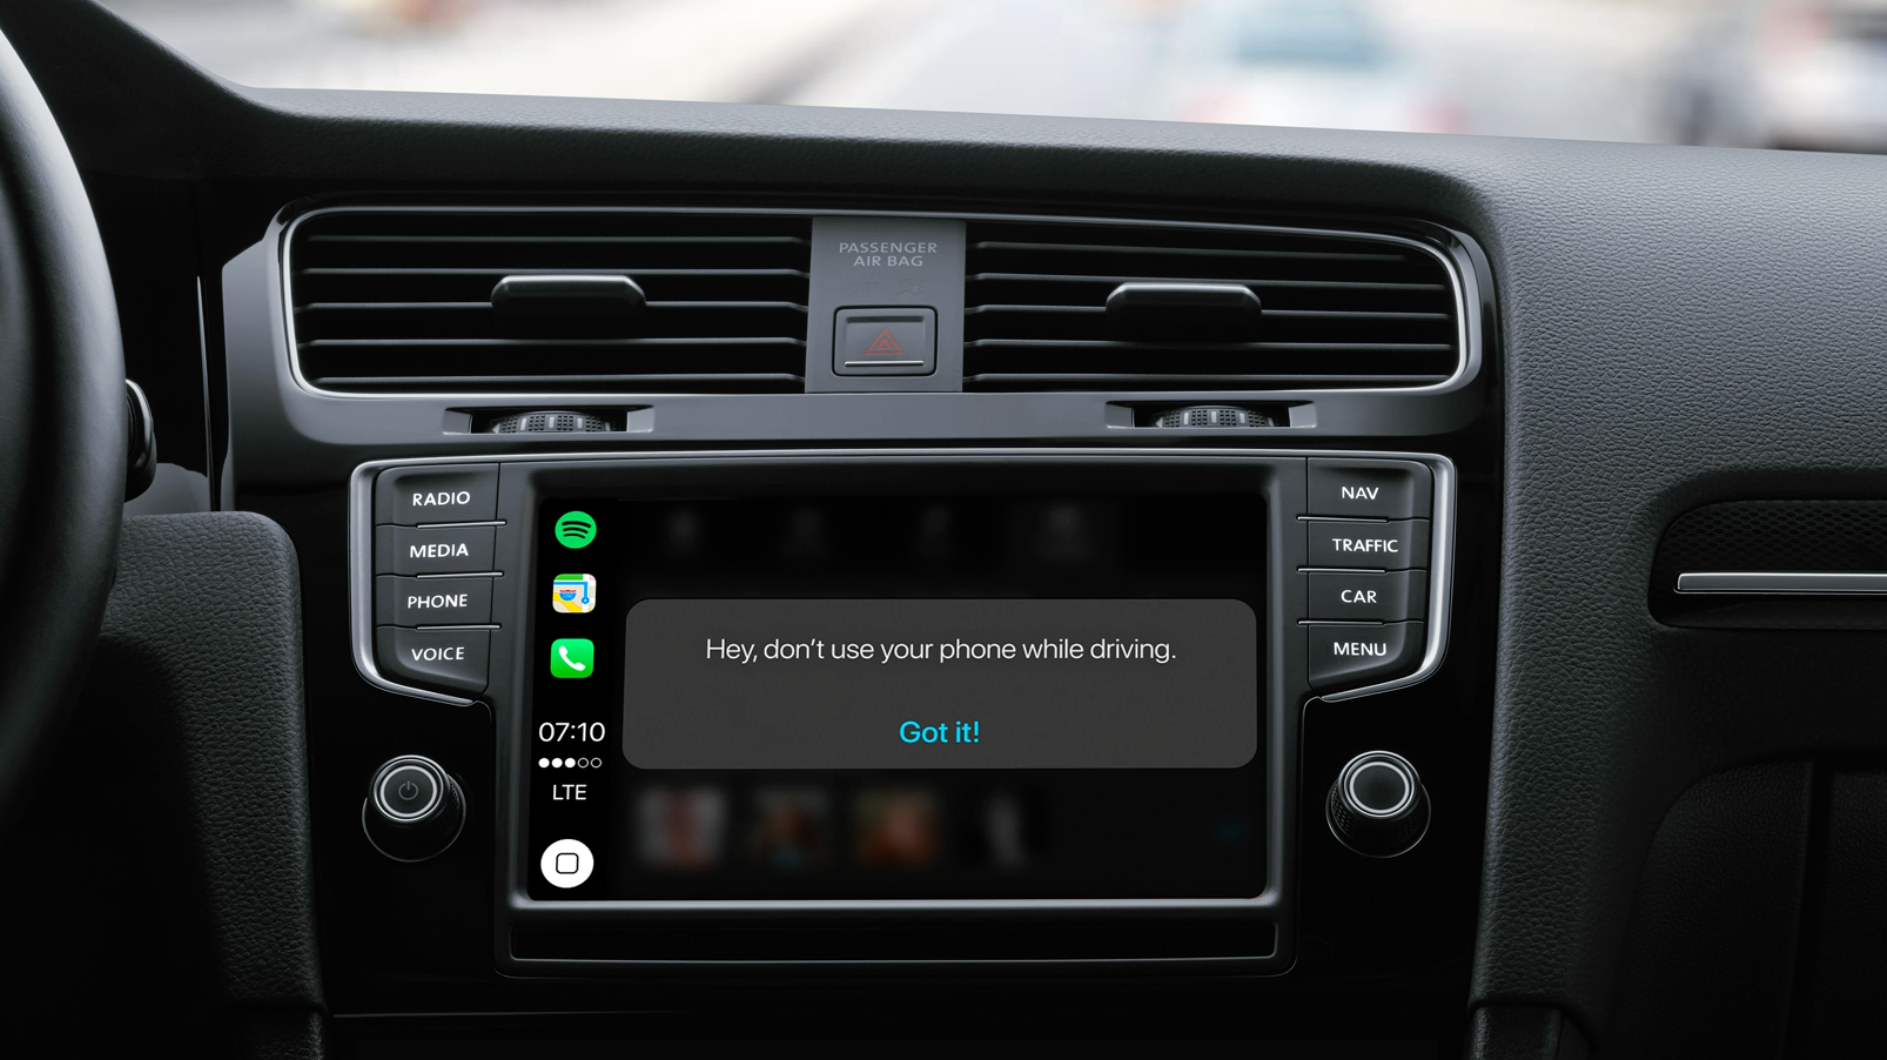 PASSENGER
AIR BAG
RADIO
MEDIA
PHONE
VOICE
NAV
TRAFFIC
CAR
MENU
Hey, don't use your phone while driving.
Got it!
07:10
LTE